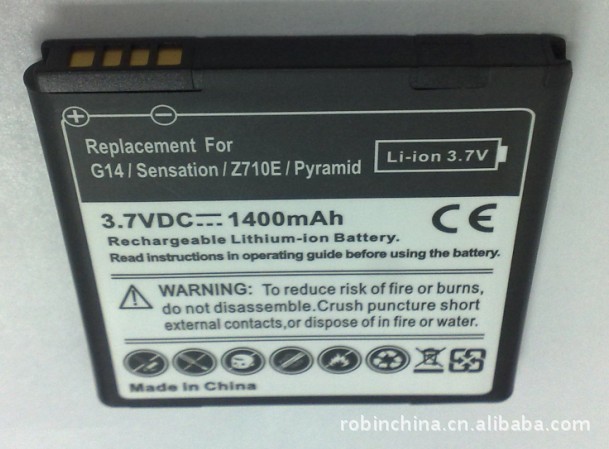 Replacement For
G14 / Sensation / Z710E / Pyramid
Li-ion 3.7V
3.7VDC⎓ 1400mAh
CE
Rechargeable Lithium-ion Battery.
Read instructions in operating guide before using the battery.
WARNING: To reduce risk of fire or burns,
do not disassemble.Crush puncture short
external contacts,or dispose of in fire or water.
Made in China
robinchina.cn.alibaba.com